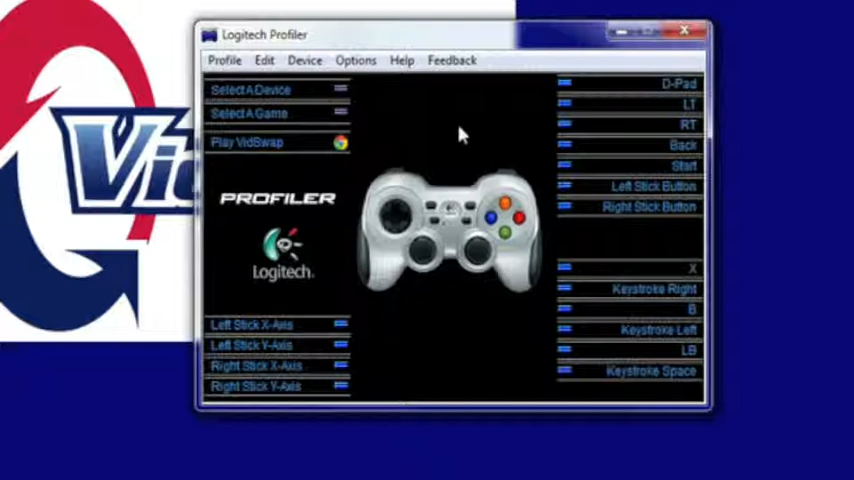 Logitech Profiler
Profile Edit Device Options Help Feedback
Select A Device
Select A Game
Play VidSwap
PROFILER
Logitech
Left Stick X-Axis
Left Stick Y-Axis
Right Stick X-Axis
Right Stick Y-Axis
D-Pad
LT
RT
Back
Start
Left Stick Button
Right Stick Button
X
Keystroke Right
B
Keystroke Left
LB
Keystroke Space
Vi